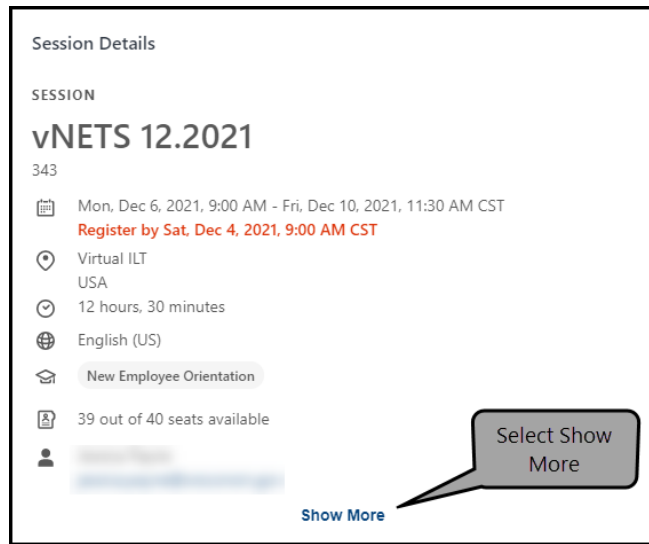 Session Details
SESSION
vNETS 12.2021
343
Mon, Dec 6, 2021, 9:00 AM - Fri, Dec 10, 2021, 11:30 AM CST
Register by Sat, Dec 4, 2021, 9:00 AM CST
Virtual ILT
USA
12 hours, 30 minutes
English (US)
New Employee Orientation
39 out of 40 seats available
Select Show
More
Show More